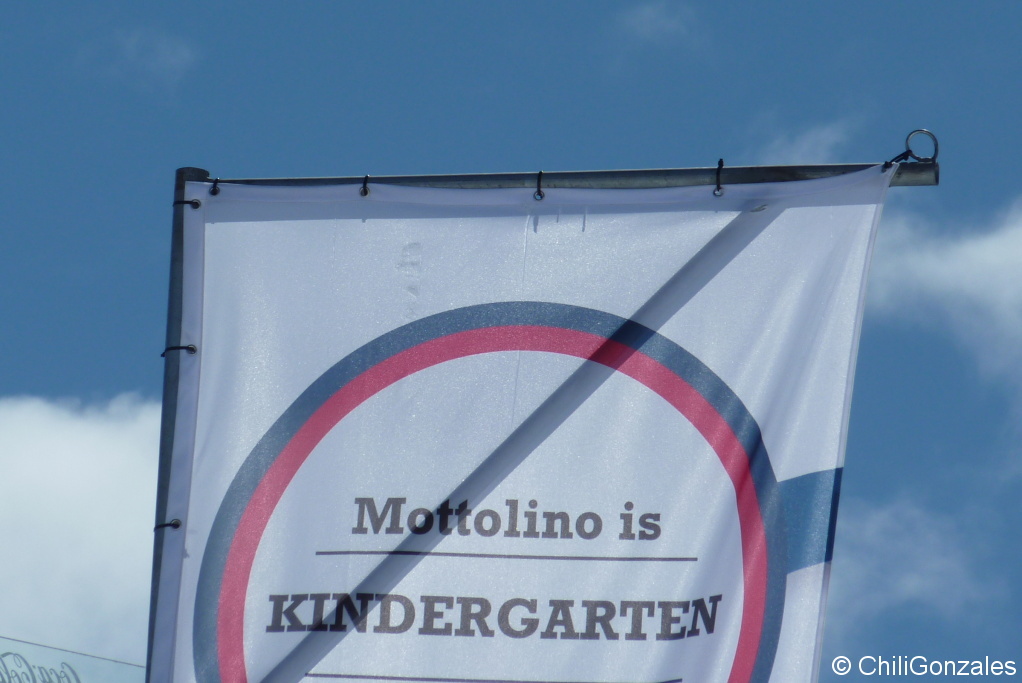 Mottolino is
KINDERGARTEN
© ChiliGonzales